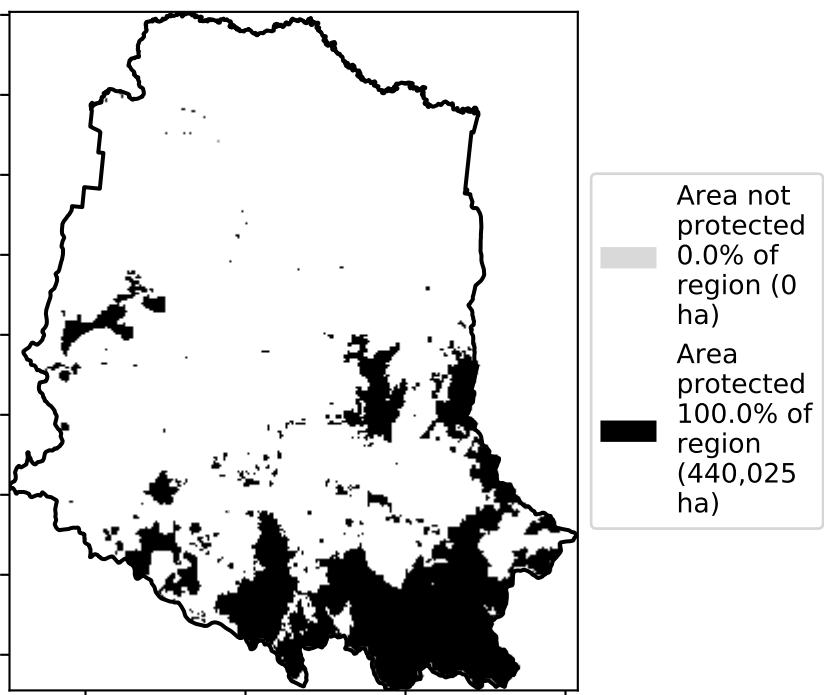 Area not
protected
0.0% of
region (0
ha)
Area
protected
100.0% of
region
(440,025
ha)